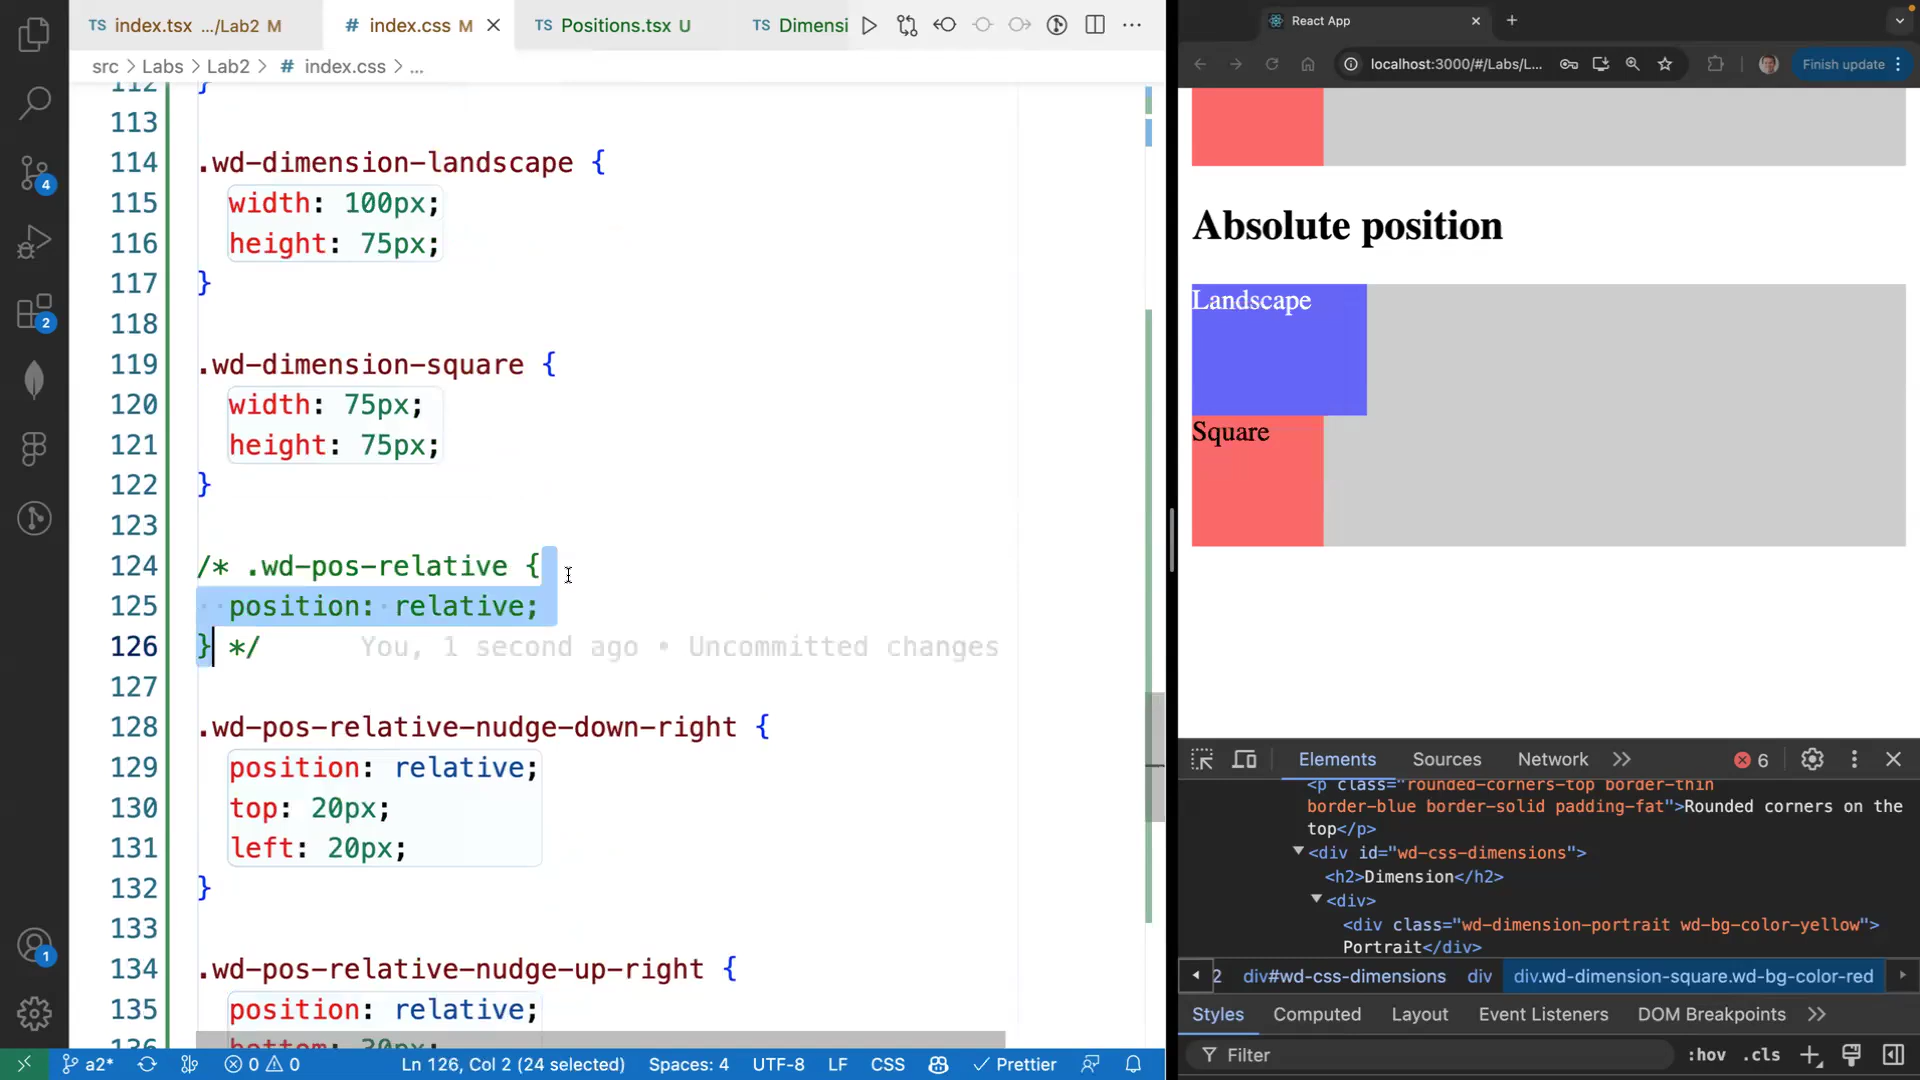 TS index.tsx .../Lab2 M
# index.css M
TS Positions.tsx U
TS Dimensi
src > Labs > Lab2 > # index.css > ...
112 }
113
114 .wd-dimension-landscape {
115 width: 100px;
116 height: 75px;
117 }
118
119 .wd-dimension-square {
120 width: 75px;
121 height: 75px;
122 }
123
124 /* .wd-pos-relative {
125 position: relative;
126 } */ You, 1 second ago • Uncommitted changes
127
128 .wd-pos-relative-nudge-down-right {
129 position: relative;
130 top: 20px;
131 left: 20px;
132 }
133
134 .wd-pos-relative-nudge-up-right {
135 position: relative;
136 bottom: 30px;
4
2
1
a2* 0 0 Ln 126, Col 2 (24 selected) Spaces: 4 UTF-8 LF CSS Prettier
React App
localhost:3000/#/Labs/L...
Finish update
Absolute position
Landscape
Square
Elements Sources Network 6
<p class="rounded-corners-top border-thin
border-blue border-solid padding-fat">Rounded corners on the
top</p>
<div id="wd-css-dimensions">
<h2>Dimension</h2>
<div>
<div class="wd-dimension-portrait wd-bg-color-yellow">
Portrait</div>
2 div#wd-css-dimensions div div.wd-dimension-square.wd-bg-color-red
Styles Computed Layout Event Listeners DOM Breakpoints
Filter :hov .cls